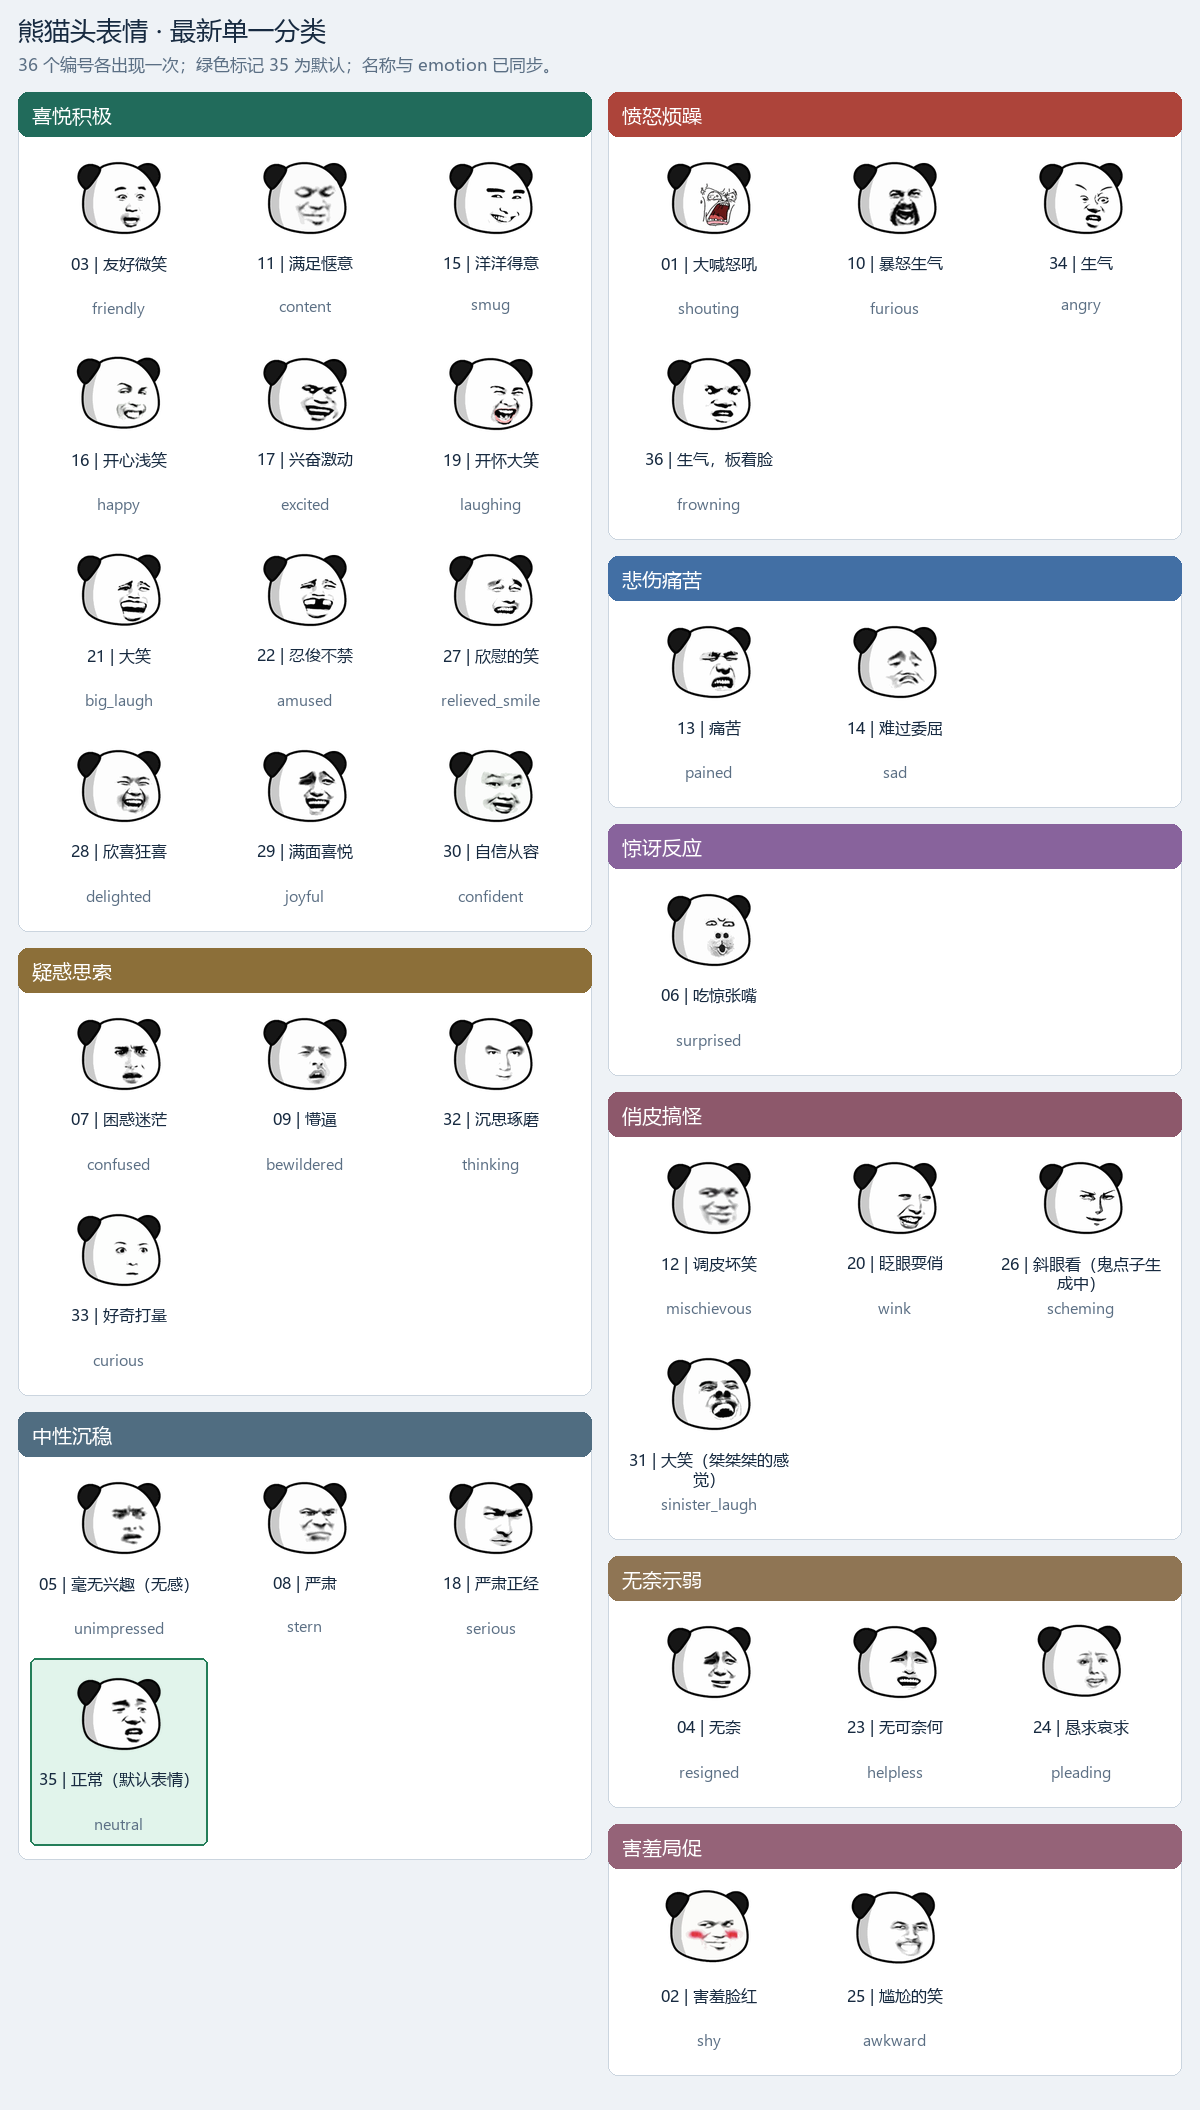 熊猫头表情 · 最新单一分类
36 个编号各出现一次；绿色标记 35 为默认；名称与 emotion 已同步。
喜悦积极
03 | 友好微笑
friendly
11 | 满足惬意
content
15 | 洋洋得意
smug
16 | 开心浅笑
happy
17 | 兴奋激动
excited
19 | 开怀大笑
laughing
21 | 大笑
big_laugh
22 | 忍俊不禁
amused
27 | 欣慰的笑
relieved_smile
28 | 欣喜狂喜
delighted
29 | 满面喜悦
joyful
30 | 自信从容
confident
疑惑思索
07 | 困惑迷茫
confused
09 | 懵逼
bewildered
32 | 沉思琢磨
thinking
33 | 好奇打量
curious
中性沉稳
05 | 毫无兴趣（无感）
unimpressed
08 | 严肃
stern
18 | 严肃正经
serious
35 | 正常（默认表情）
neutral
愤怒烦躁
01 | 大喊怒吼
shouting
10 | 暴怒生气
furious
34 | 生气
angry
36 | 生气，板着脸
frowning
悲伤痛苦
13 | 痛苦
pained
14 | 难过委屈
sad
惊讶反应
06 | 吃惊张嘴
surprised
俏皮搞怪
12 | 调皮坏笑
mischievous
20 | 眨眼耍俏
wink
26 | 斜眼看（鬼点子生
成中）
scheming
31 | 大笑（桀桀桀的感
觉）
sinister_laugh
无奈示弱
04 | 无奈
resigned
23 | 无可奈何
helpless
24 | 恳求哀求
pleading
害羞局促
02 | 害羞脸红
shy
25 | 尴尬的笑
awkward